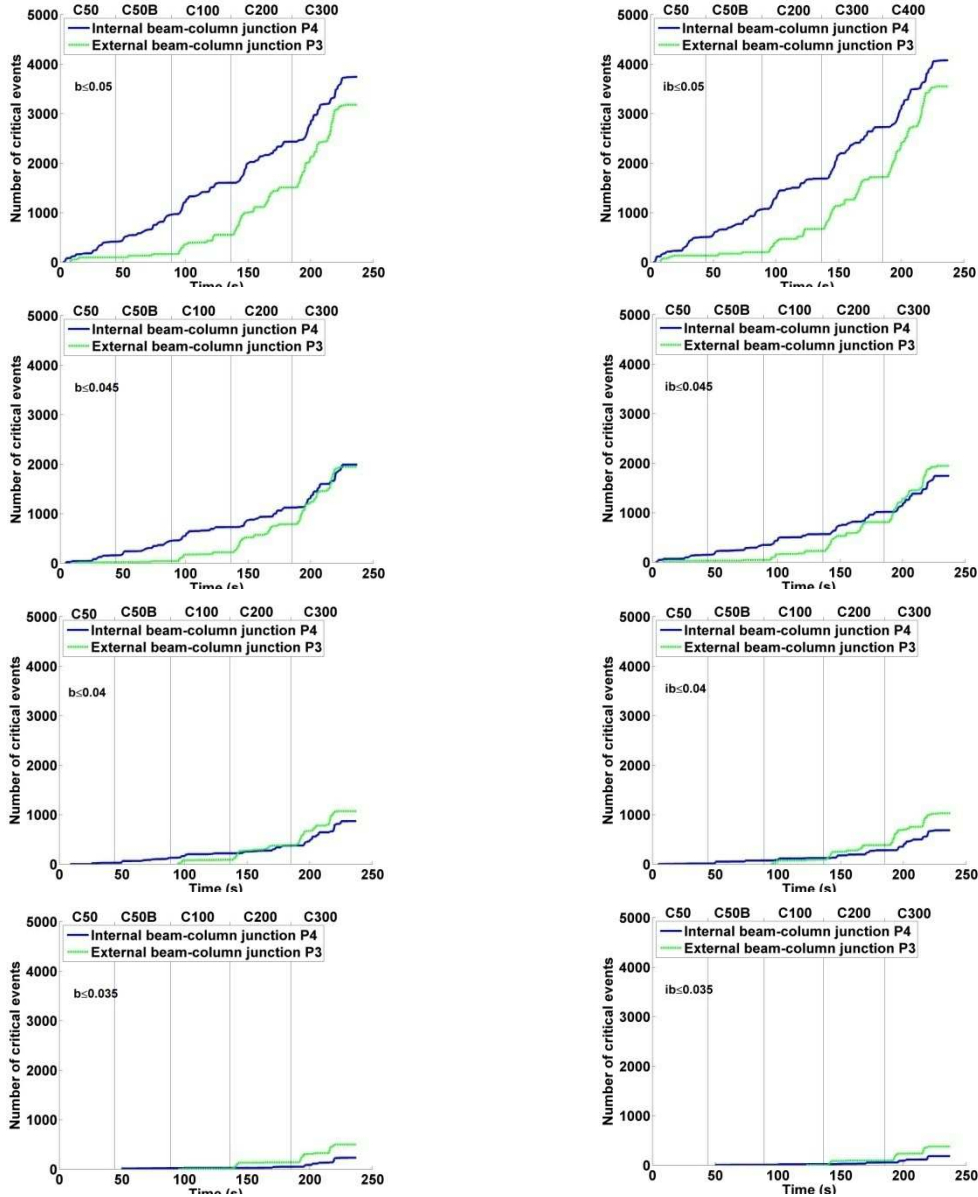 C50 C50B C100 C200 C300
5000
Internal beam-column junction P4
External beam-column junction P3
4000
b≤0.05
3000
2000
1000
0
0 50 100 150 200 250
Time (s)
Number of critical events
C50 C50B C200 C300 C400
5000
Internal beam-column junction P4
External beam-column junction P3
4000
ib≤0.05
3000
2000
1000
0
0 50 100 150 200 250
Time (s)
Number of critical events
C50 C50B C100 C200 C300
5000
Internal beam-column junction P4
External beam-column junction P3
4000
b≤0.045
3000
2000
1000
0
0 50 100 150 200 250
Time (s)
Number of critical events
C50 C50B C100 C200 C300
5000
Internal beam-column junction P4
External beam-column junction P3
4000
ib≤0.045
3000
2000
1000
0
0 50 100 150 200 250
Time (s)
Number of critical events
C50 C50B C100 C200 C300
5000
Internal beam-column junction P4
External beam-column junction P3
4000
b≤0.04
3000
2000
1000
0
0 50 100 150 200 250
Time (s)
Number of critical events
C50 C50B C100 C200 C300
5000
Internal beam-column junction P4
External beam-column junction P3
4000
ib≤0.04
3000
2000
1000
0
0 50 100 150 200 250
Time (s)
Number of critical events
C50 C50B C100 C200 C300
5000
Internal beam-column junction P4
External beam-column junction P3
4000
b≤0.035
3000
2000
1000
0
0 50 100 150 200 250
Time (s)
Number of critical events
C50 C50B C100 C200 C300
5000
Internal beam-column junction P4
External beam-column junction P3
4000
ib≤0.035
3000
2000
1000
0
0 50 100 150 200 250
Time (s)
Number of critical events